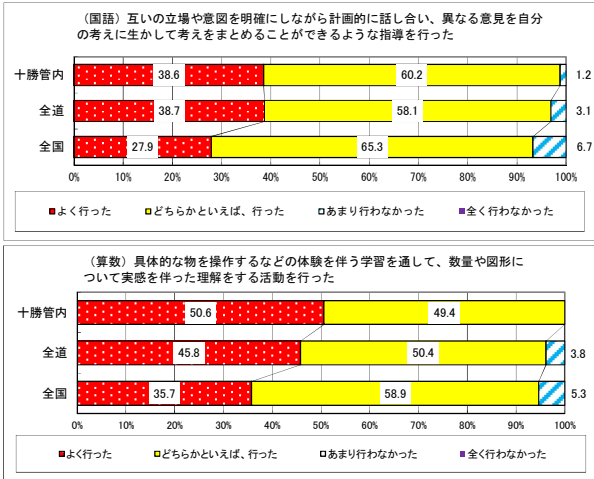 （国語）互いの立場や意図を明確にしながら計画的に話し合い、異なる意見を自分
の考えに生かして考えをまとめることができるような指導を行った
十勝管内 38.6 60.2 1.2
全道 38.7 58.1 3.1
全国 27.9 65.3 6.7
0% 10% 20% 30% 40% 50% 60% 70% 80% 90% 100%
よく行った どちらかといえば、行った あまり行わなかった 全く行わなかった
（算数）具体的な物を操作するなどの体験を伴う学習を通して、数量や図形に
ついて実感を伴った理解をする活動を行った
十勝管内 50.6 49.4
全道 45.8 50.4 3.8
全国 35.7 58.9 5.3
0% 10% 20% 30% 40% 50% 60% 70% 80% 90% 100%
よく行った どちらかといえば、行った あまり行わなかった 全く行わなかった